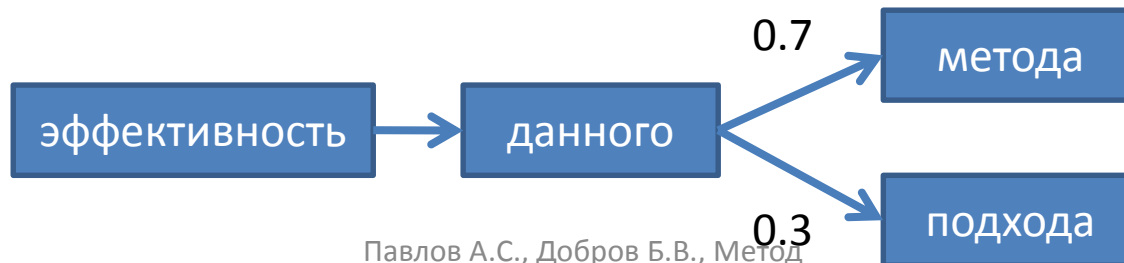 0.7
метода
эффективность
данного
подхода
0.3
Павлов А.С., Добров Б.В., Метод